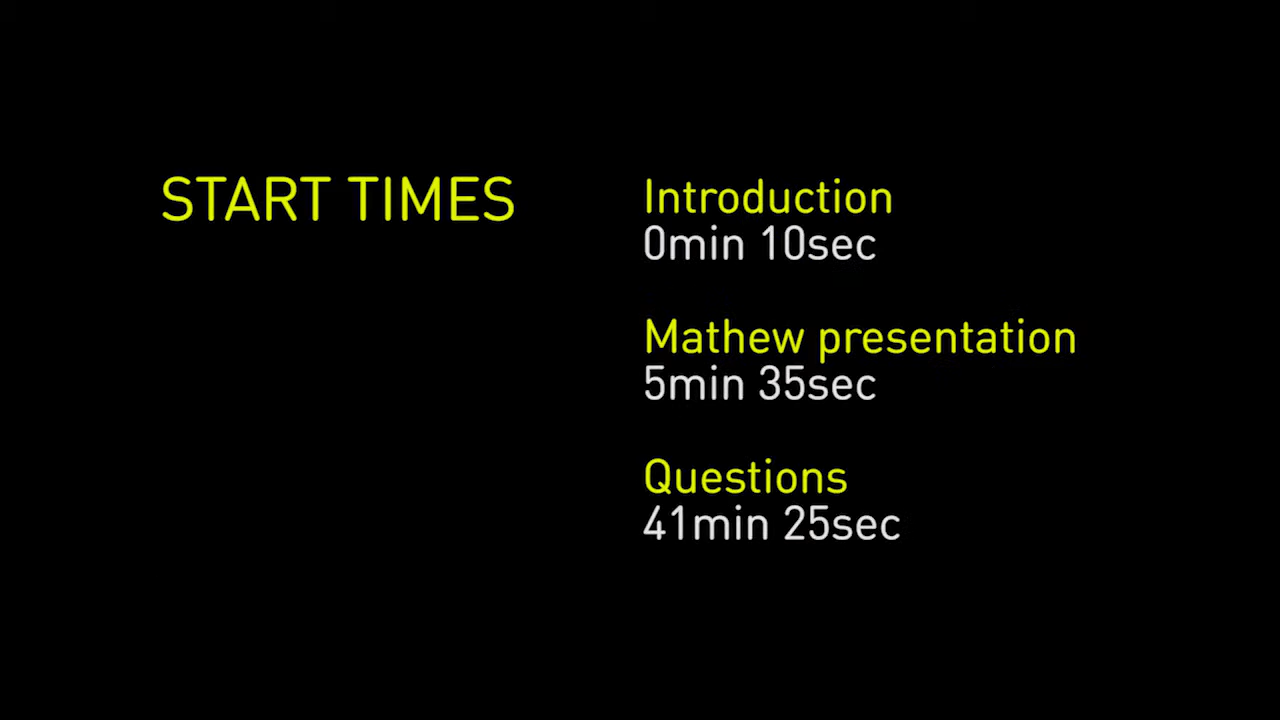 START TIMES
Introduction
0min 10sec
Mathew presentation
5min 35sec
Questions
41min 25sec